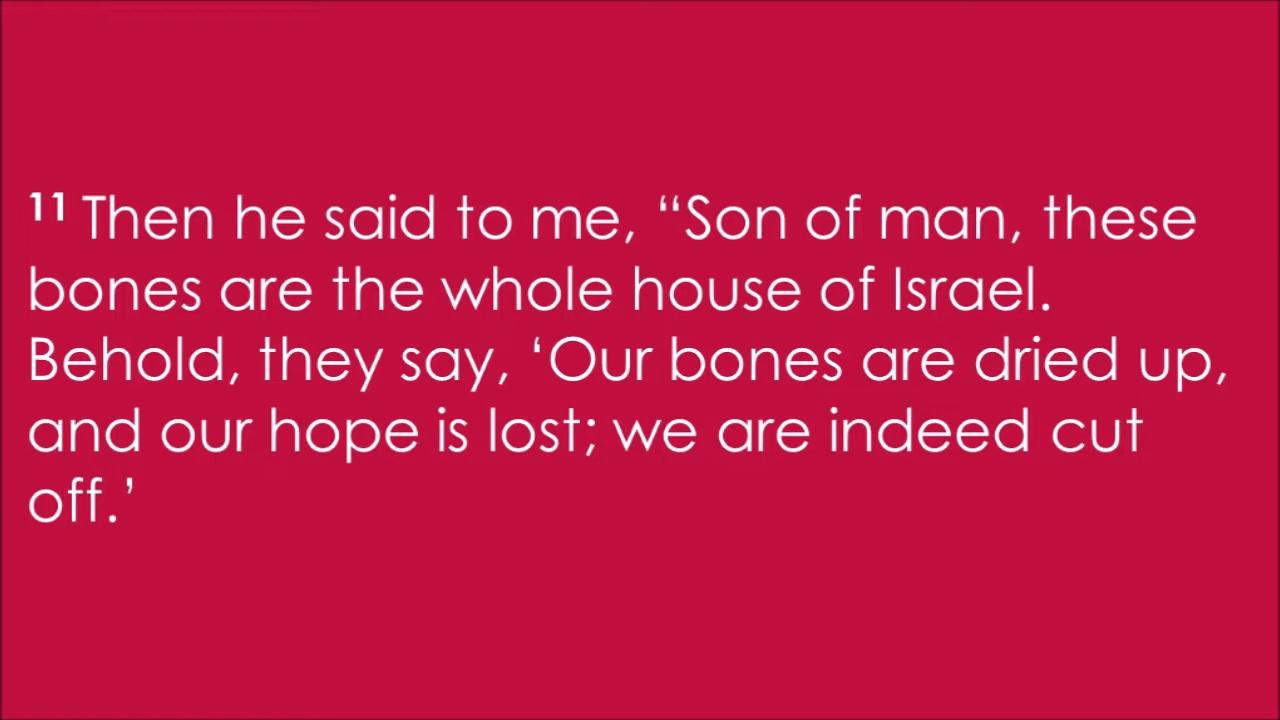 11 Then he said to me, “Son of man, these
bones are the whole house of Israel.
Behold, they say, ‘Our bones are dried up,
and our hope is lost; we are indeed cut
off.’